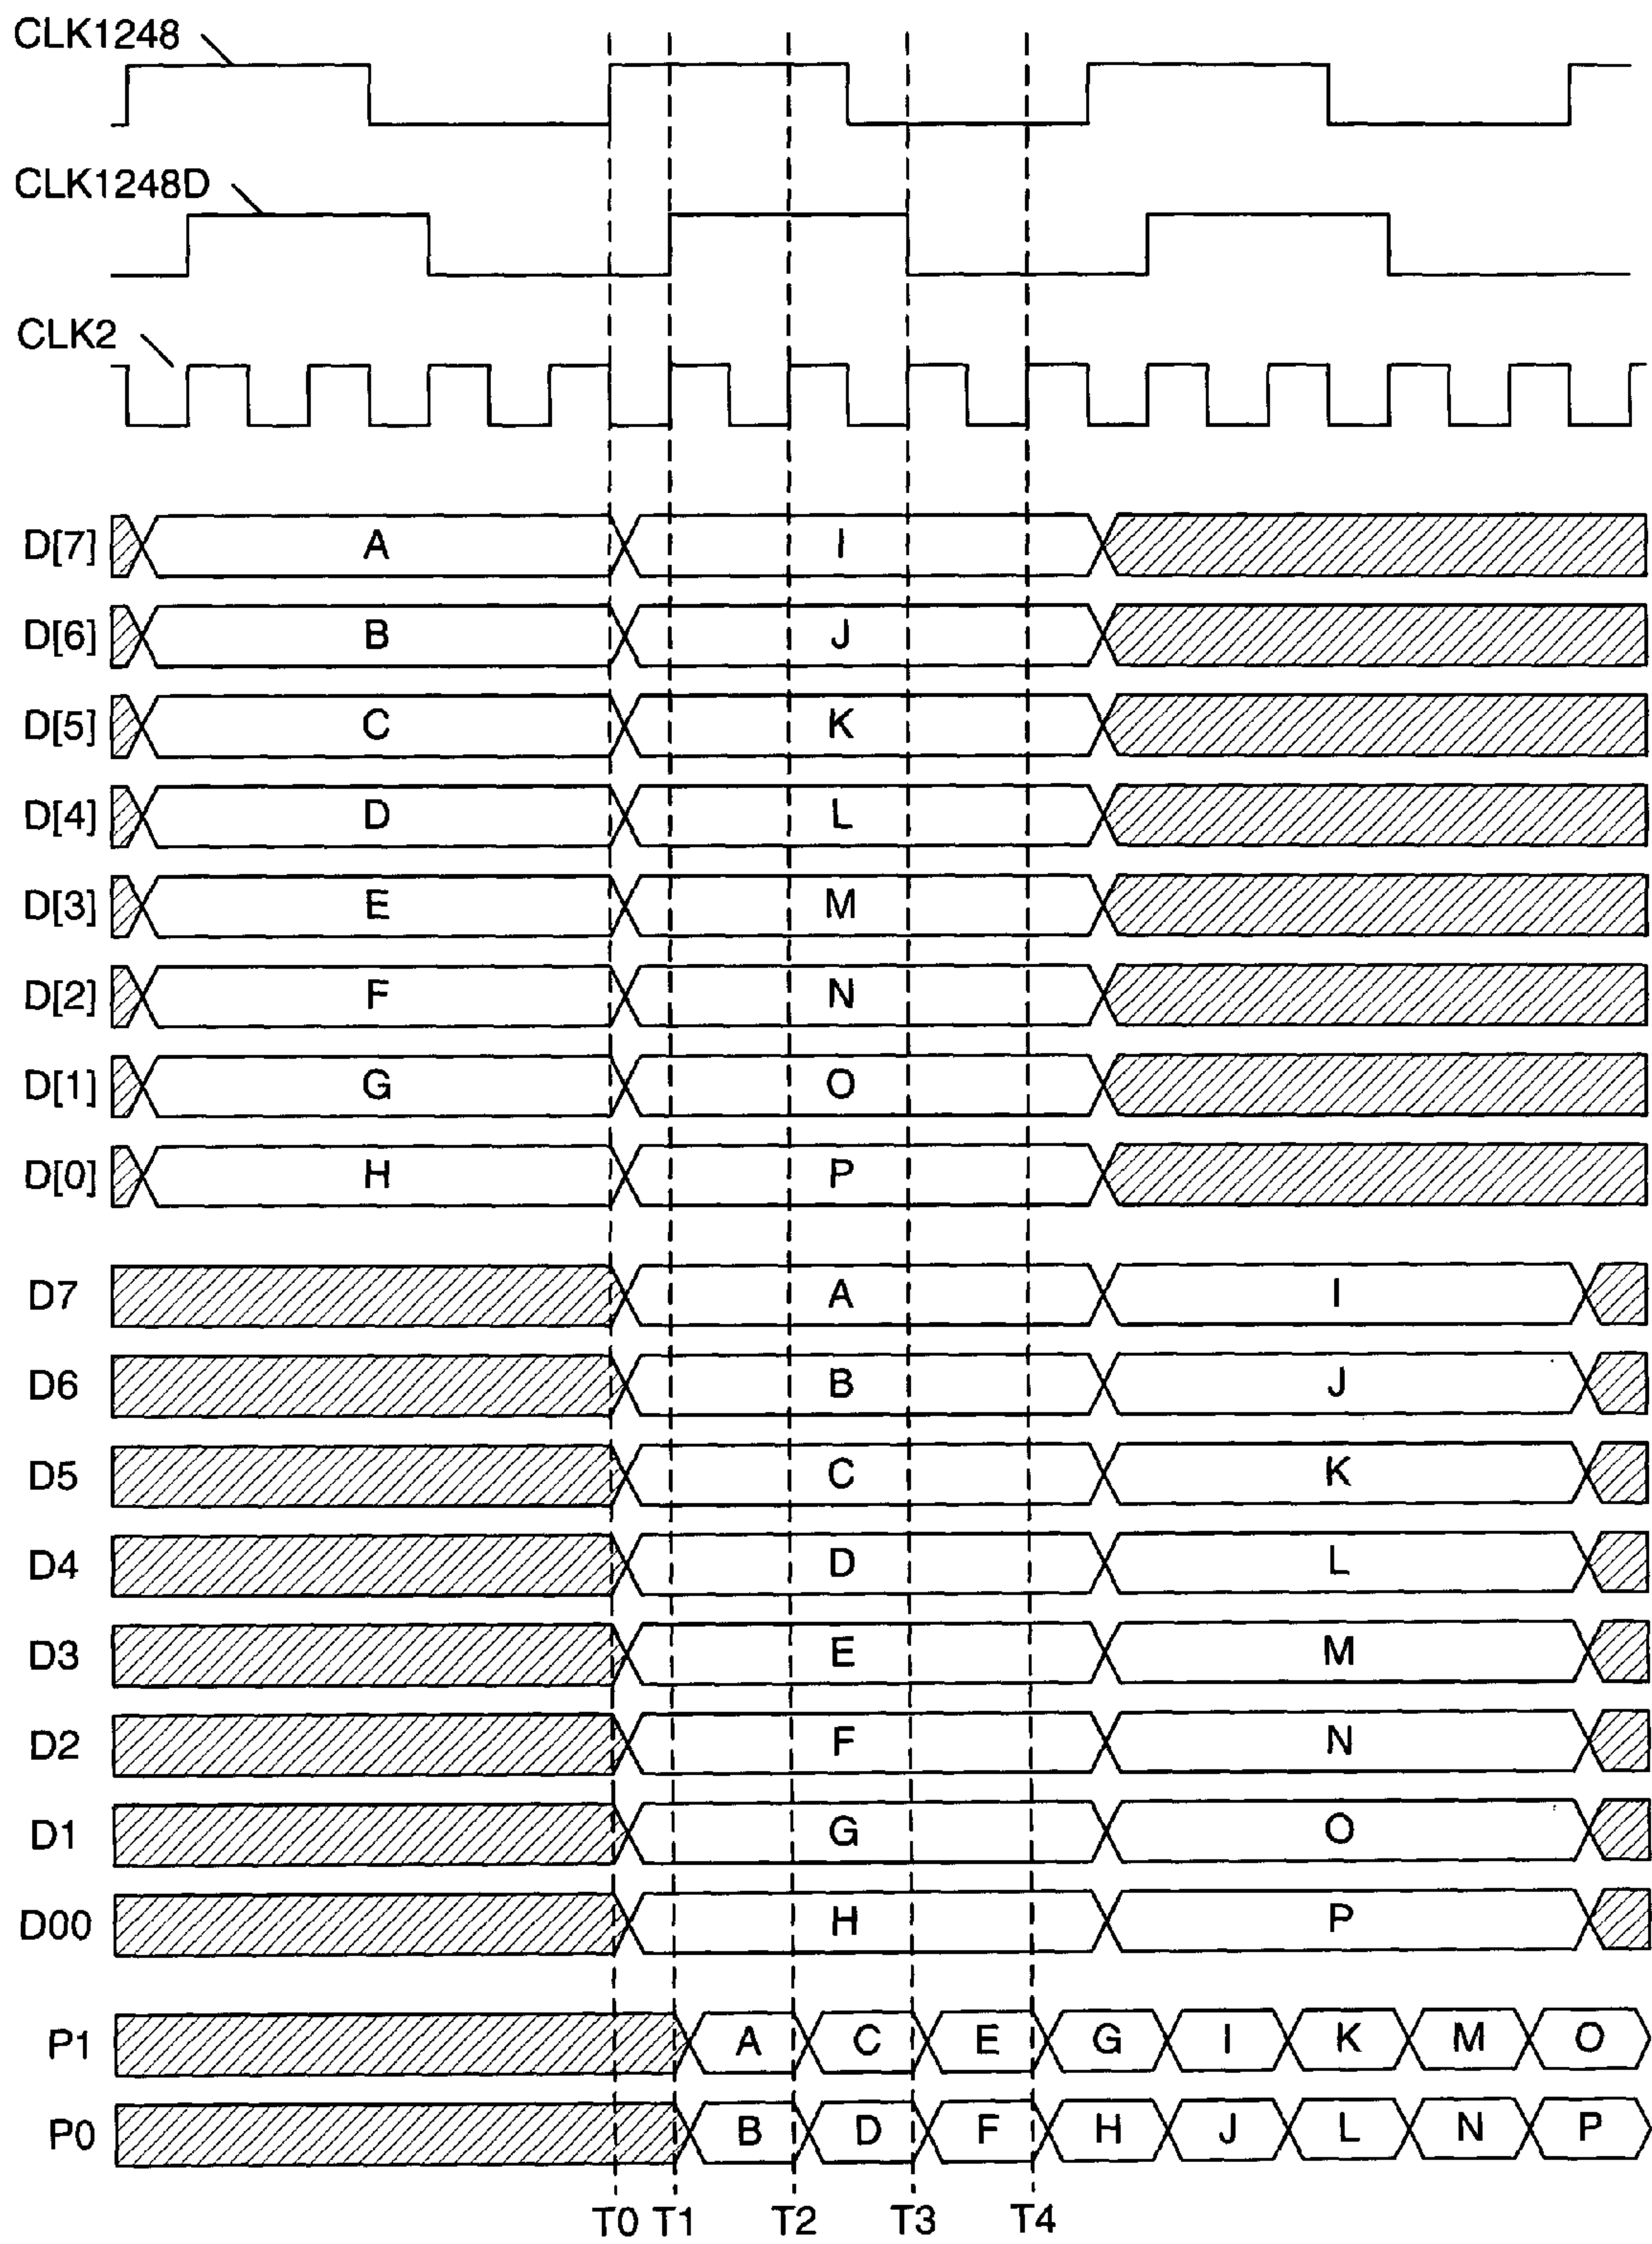 CLK1248
CLK1248D
CLK2
D[7] A I
D[6] B J
D[5] C K
D[4] D L
D[3] E M
D[2] F N
D[1] G O
D[0] H P
D7 A I
D6 B J
D5 C K
D4 D L
D3 E M
D2 F N
D1 G O
D00 H P
P1 A C E G I K M O
P0 B D F H J L N P
T0 T1 T2 T3 T4